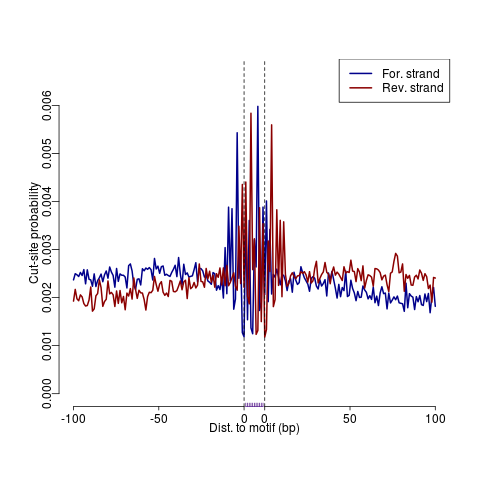 For. strand
Rev. strand
Cut-site probability
0.006
0.005
0.004
0.003
0.002
0.001
0.000
-100 -50 0 0 50 100
Dist. to motif (bp)